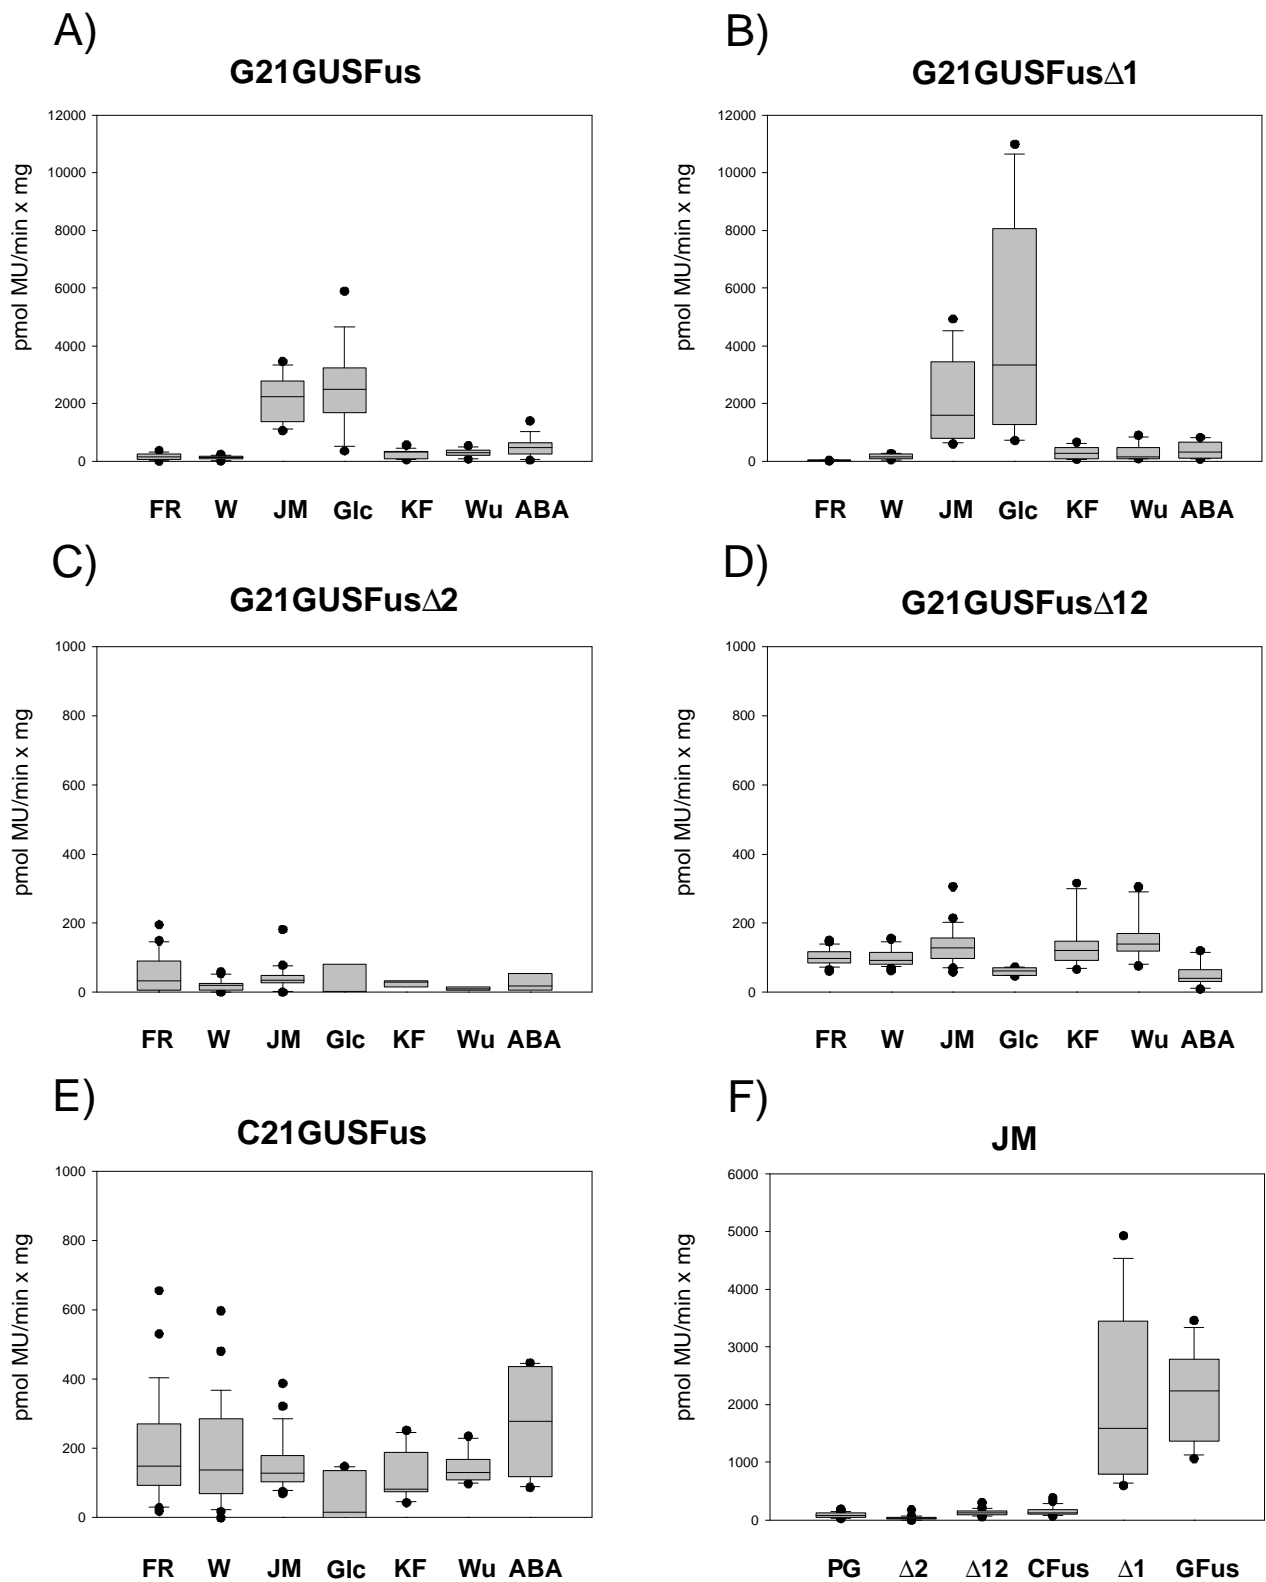 A)
G21GUSFus
pmol MU/min x mg
12000
10000
8000
6000
4000
2000
0
FR W JM Glc KF Wu ABA
B)
G21GUSFusΔ1
pmol MU/min x mg
12000
10000
8000
6000
4000
2000
0
FR W JM Glc KF Wu ABA
C)
G21GUSFusΔ2
pmol MU/min x mg
1000
800
600
400
200
0
FR W JM Glc KF Wu ABA
D)
G21GUSFusΔ12
pmol MU/min x mg
1000
800
600
400
200
0
FR W JM Glc KF Wu ABA
E)
C21GUSFus
pmol MU/min x mg
1000
800
600
400
200
0
FR W JM Glc KF Wu ABA
F)
JM
pmol MU/min x mg
6000
5000
4000
3000
2000
1000
0
PG Δ2 Δ12 CFus Δ1 GFus